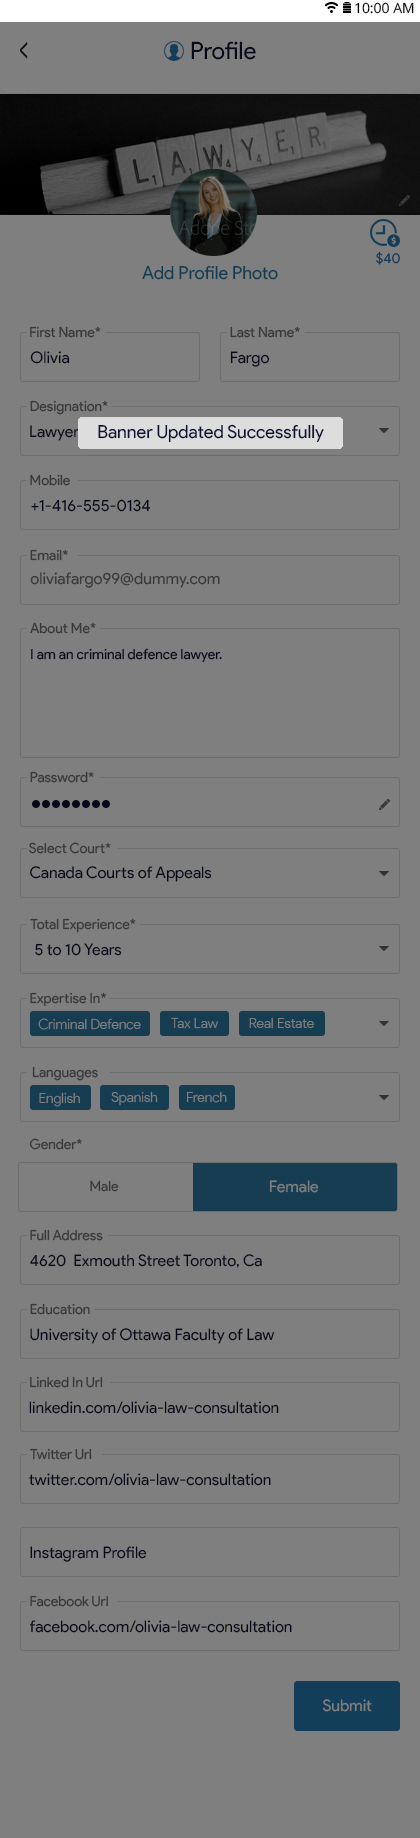 10:00 AM
Profile
LAWYER
Adobe St
$
$40
Add Profile Photo
First Name*
Last Name*
Olivia
Fargo
Designation*
Lawyer
Banner Updated Successfully
Mobile
+1-416-555-0134
Email*
oliviafargo99@dummy.com
About Me*
I am an criminal defence lawyer.
Password*
Select Court*
Canada Courts of Appeals
Total Experience*
5 to 10 Years
Expertise In*
Criminal Defence Tax Law Real Estate
Languages
English Spanish French
Gender*
Male Female
Full Address
4620 Exmouth Street Toronto, Ca
Education
University of Ottawa Faculty of Law
Linked In Url
linkedin.com/olivia-law-consultation
Twitter Url
twitter.com/olivia-law-consultation
Instagram Profile
Facebook Url
facebook.com/olivia-law-consultation
Submit